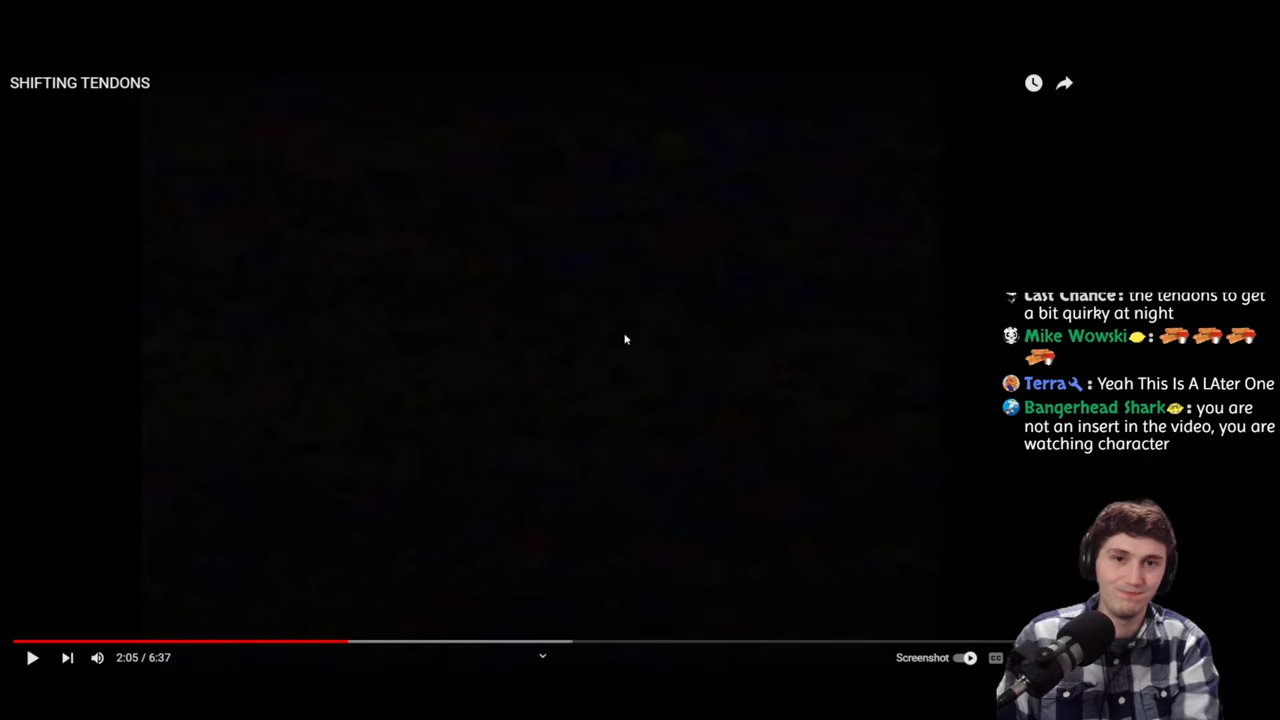 SHIFTING TENDONS
Last Chance: the tendons to get
a bit quirky at night
Mike Wowski:
Terra: Yeah This Is A LAter One
Bangerhead Shark: you are
not an insert in the video, you are
watching character
2:05 / 6:37
Screenshot
CC